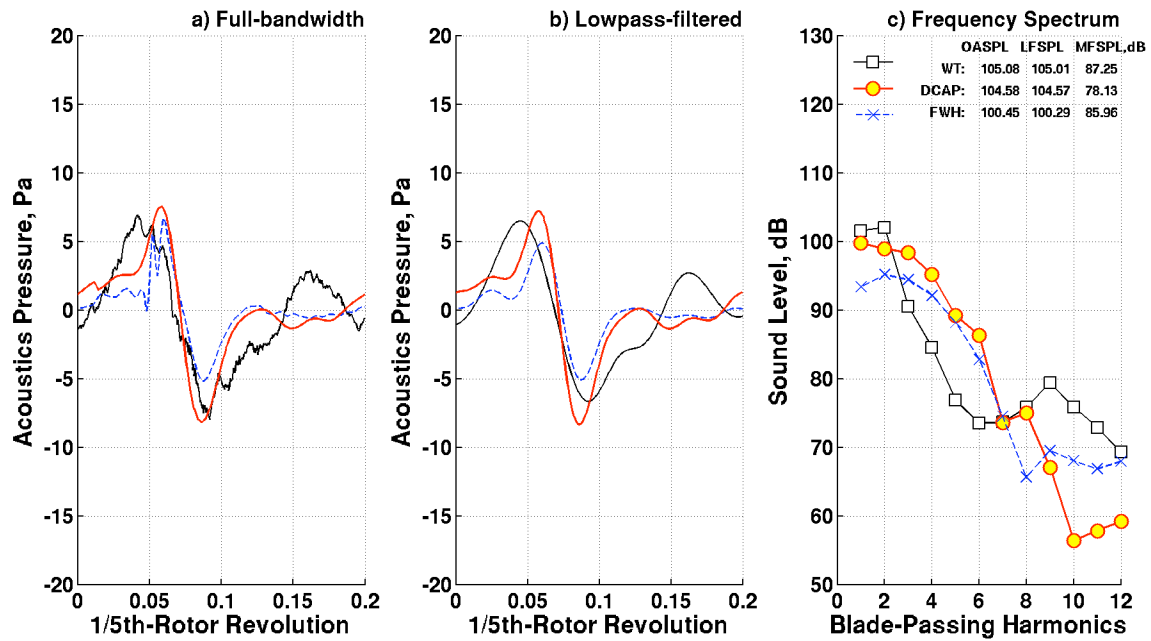 a) Full-bandwidth
20
15
10
5
0
-5
-10
-15
-20
Acoustics Pressure, Pa
0 0.05 0.1 0.15 0.2
1/5th-Rotor Revolution
b) Lowpass-filtered
20
15
10
5
0
-5
-10
-15
-20
Acoustics Pressure, Pa
0 0.05 0.1 0.15 0.2
1/5th-Rotor Revolution
c) Frequency Spectrum
OASPL LFSPL MFSPL,dB
WT: 105.08 105.01 87.25
DCAP: 104.58 104.57 78.13
FWH: 100.45 100.29 85.96
130
120
110
100
90
80
70
60
50
Sound Level, dB
0 2 4 6 8 10 12
Blade-Passing Harmonics